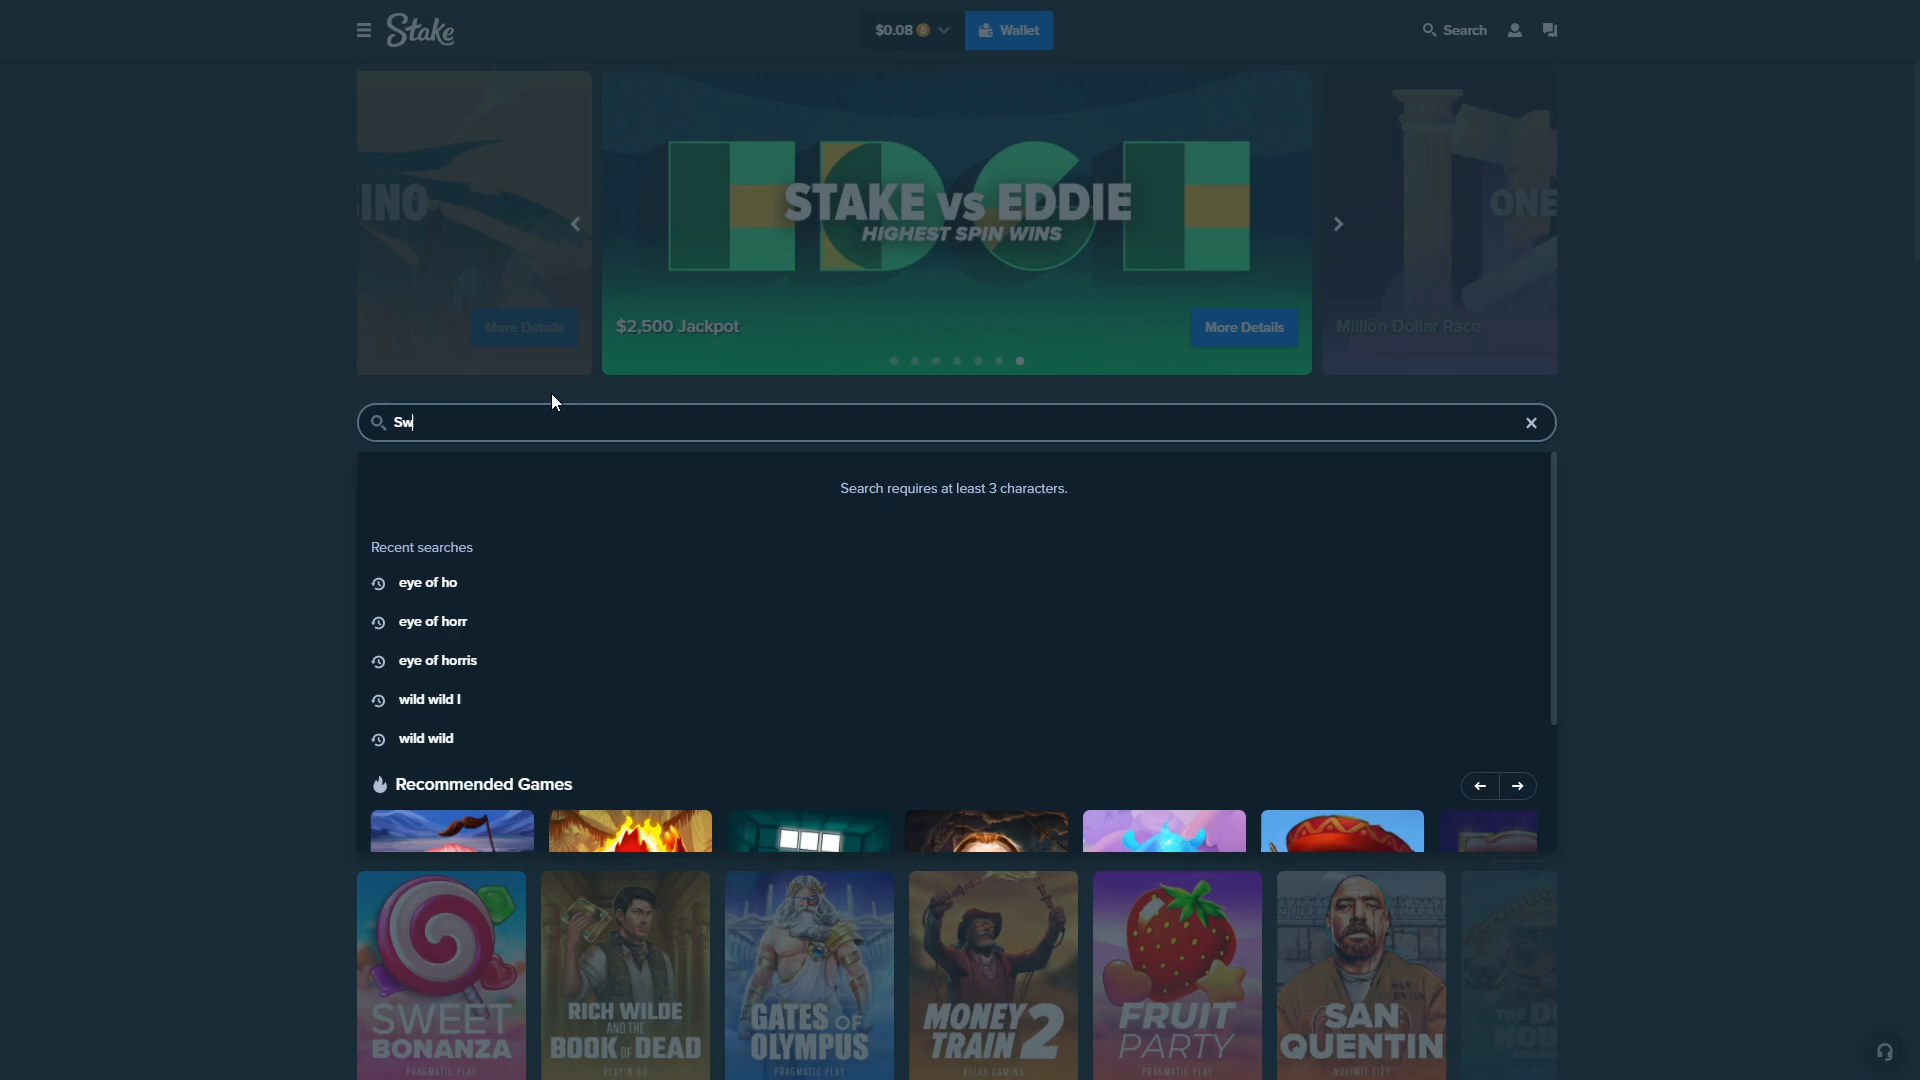 Stake
$0.08
Wallet
Search
INO
More Details
STAKE vs EDDIE
HIGHEST SPIN WINS
$2,500 Jackpot
More Details
ONE
Million Dollar Race
Sw
Search requires at least 3 characters.
Recent searches
eye of ho
eye of horr
eye of horris
wild wild l
wild wild
Recommended Games
SWEET
BONANZA
PRAGMATIC PLAY
RICH WILDE
AND THE
BOOK OF DEAD
PLAY'N GO
GATES OF
OLYMPUS
PRAGMATIC PLAY
MONEY
TRAIN 2
RELAX GAMING
FRUIT
PARTY
PRAGMATIC PLAY
SAN
QUENTIN
NOLIMIT CITY
THE D
HOU